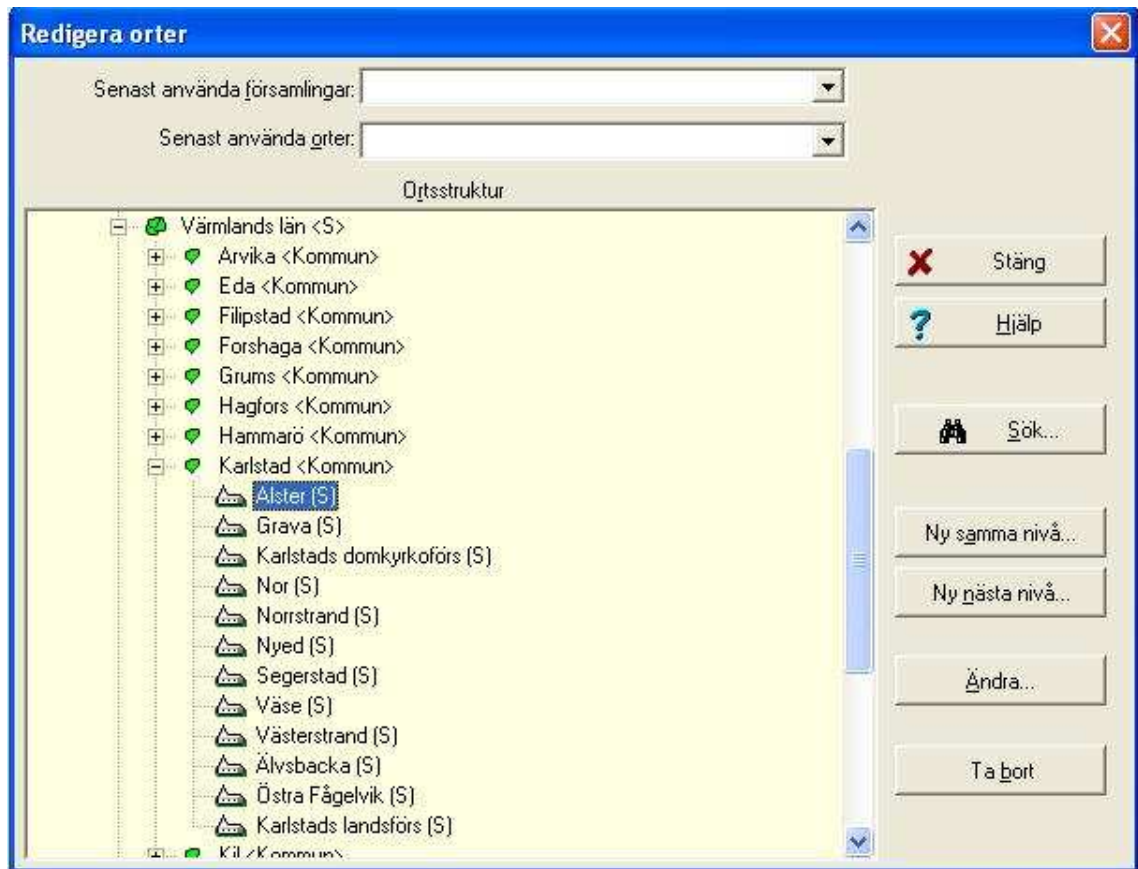 Redigera orter
Senast använda församlingar:
Senast använda orter:
Ortsstruktur
Värmlands län <S>
Arvika <Kommun>
Eda <Kommun>
Filipstad <Kommun>
Forshaga <Kommun>
Grums <Kommun>
Hagfors <Kommun>
Hammarö <Kommun>
Karlstad <Kommun>
Alster (S)
Grava (S)
Karlstads domkyrkoförs (S)
Nor (S)
Norrstrand (S)
Nyed (S)
Segerstad (S)
Väse (S)
Västerstrand (S)
Älvsbacka (S)
Östra Fågelvik (S)
Karlstads landsförs (S)
Kil <Kommun>
Stäng
Hjälp
Sök...
Ny samma nivå...
Ny nästa nivå...
Ändra...
Ta bort